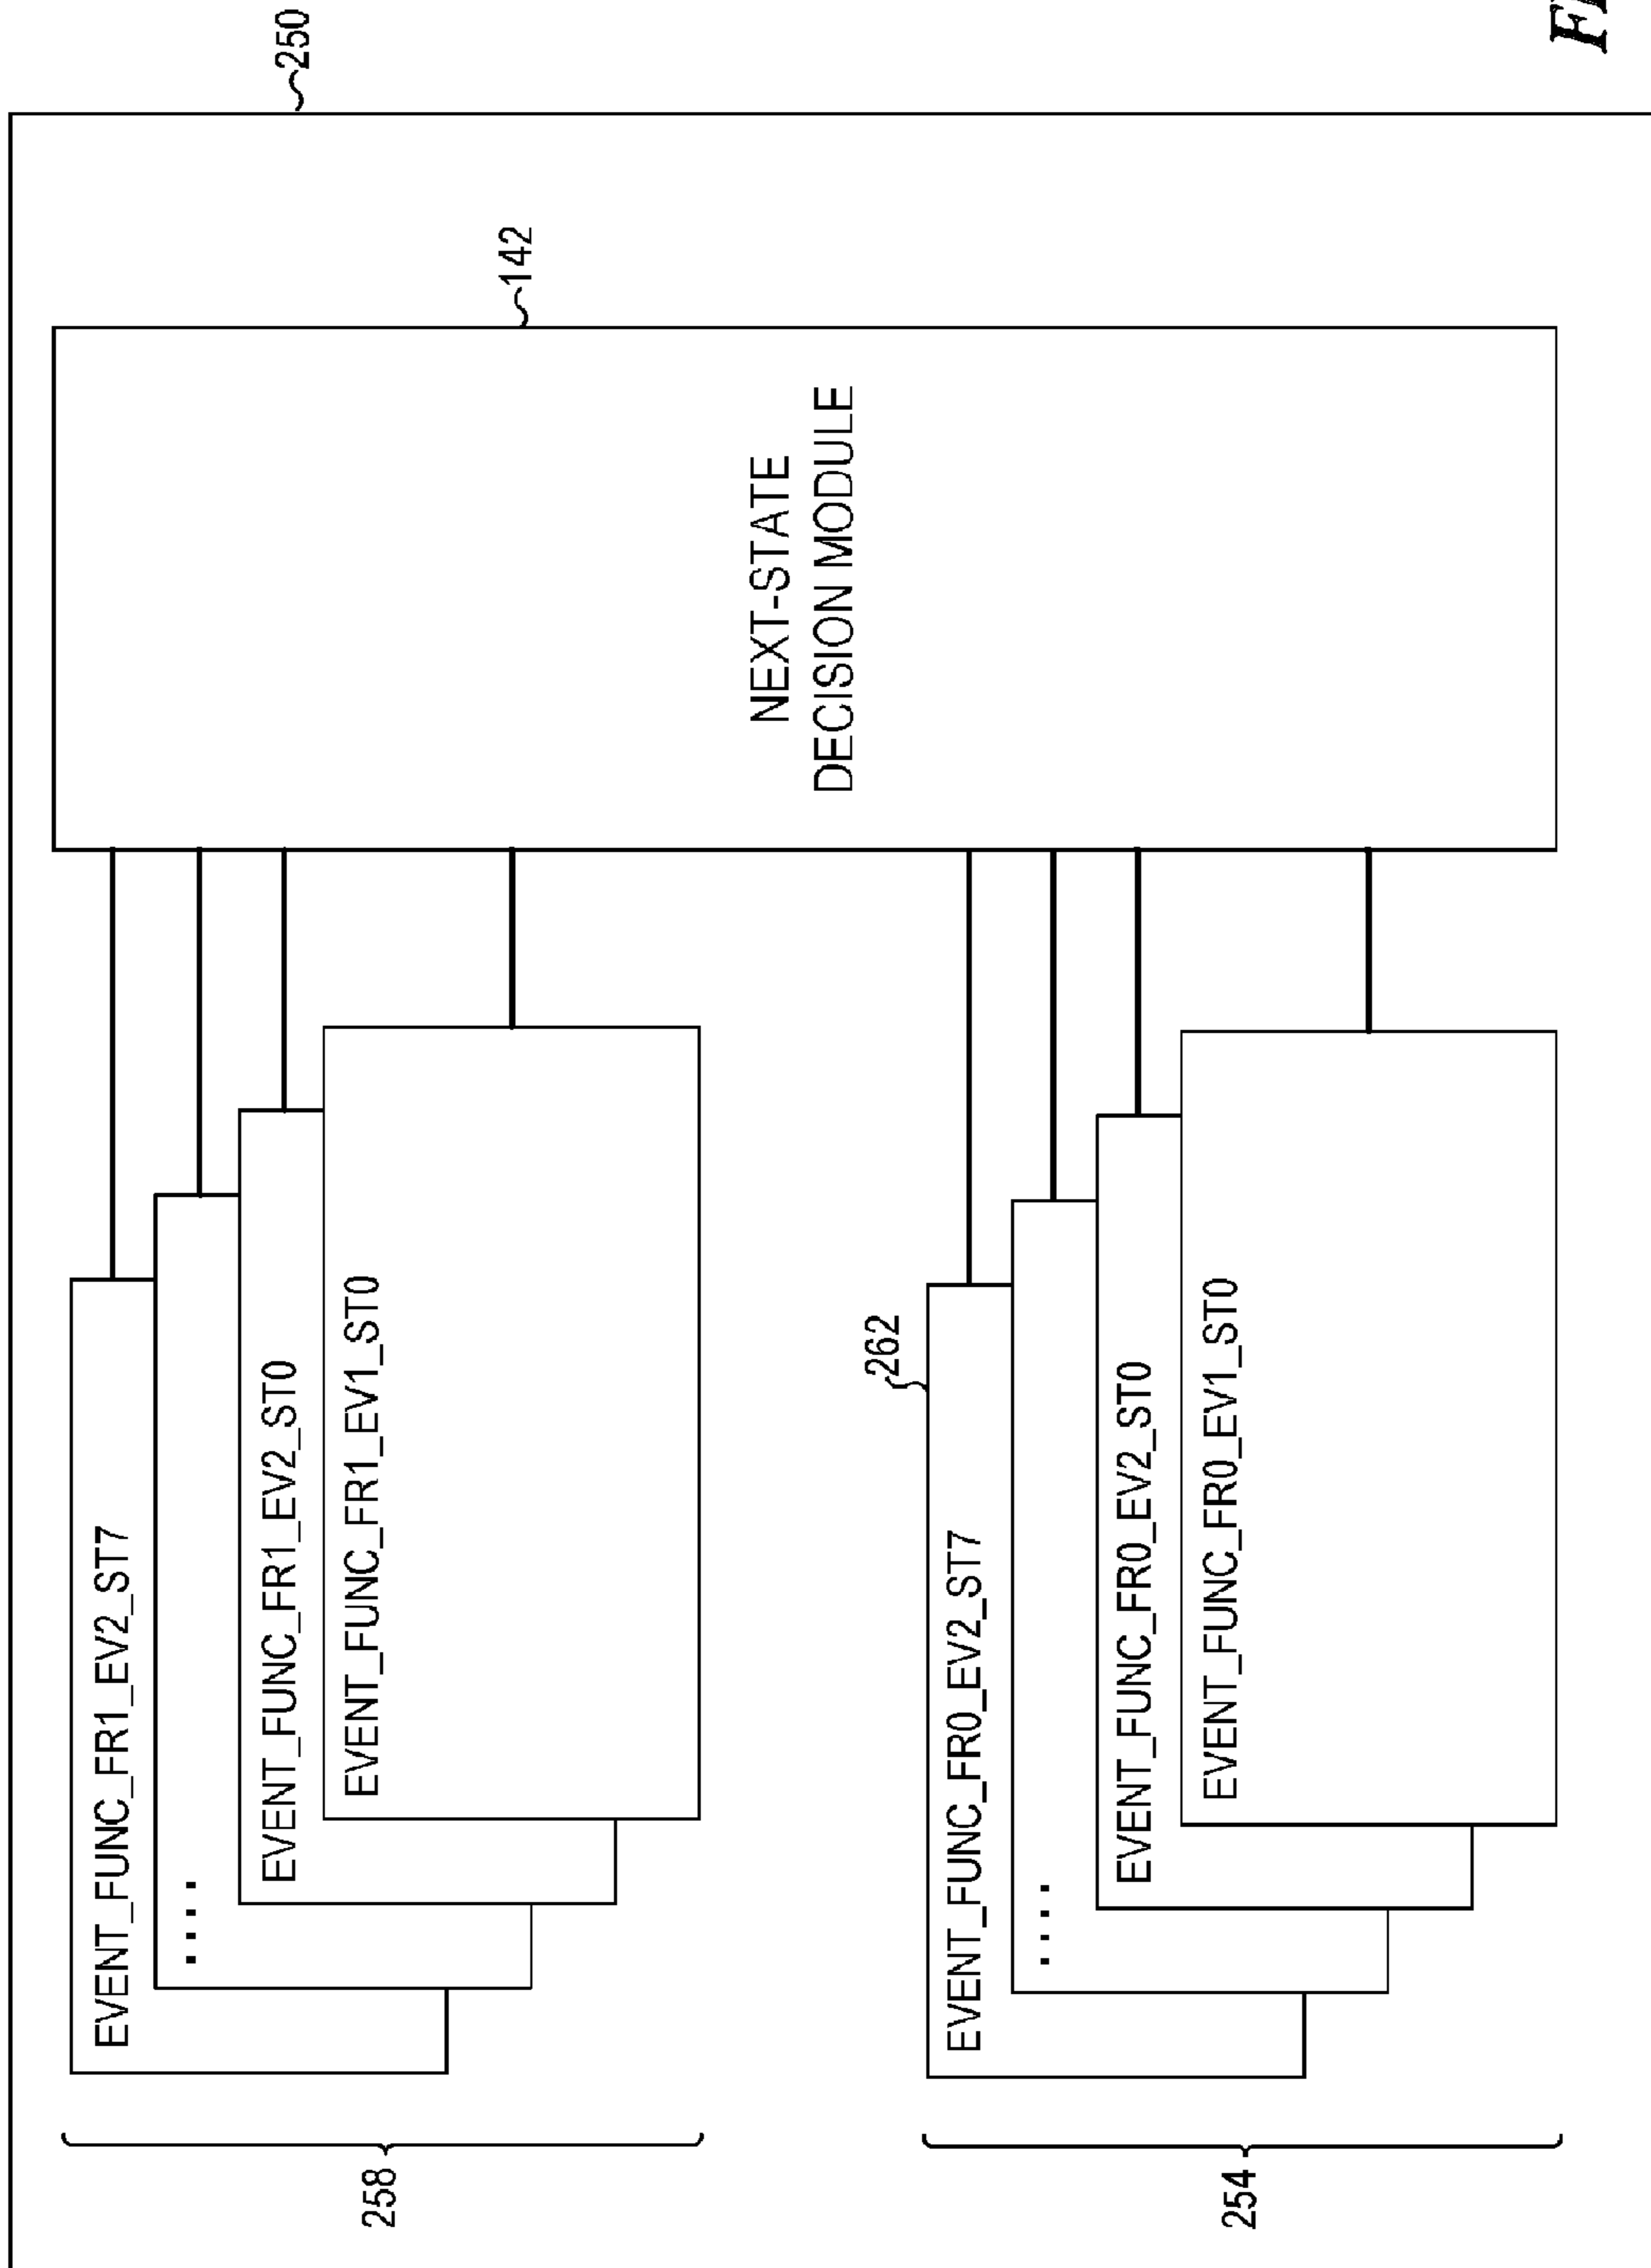 250
142
NEXT-STATE
DECISION MODULE
258
EVENT_FUNC_FR1_EV2_ST7
....
EVENT_FUNC_FR1_EV2_ST0
EVENT_FUNC_FR1_EV1_ST0
262
254
EVENT_FUNC_FR0_EV2_ST7
....
EVENT_FUNC_FR0_EV2_ST0
EVENT_FUNC_FR0_EV1_ST0